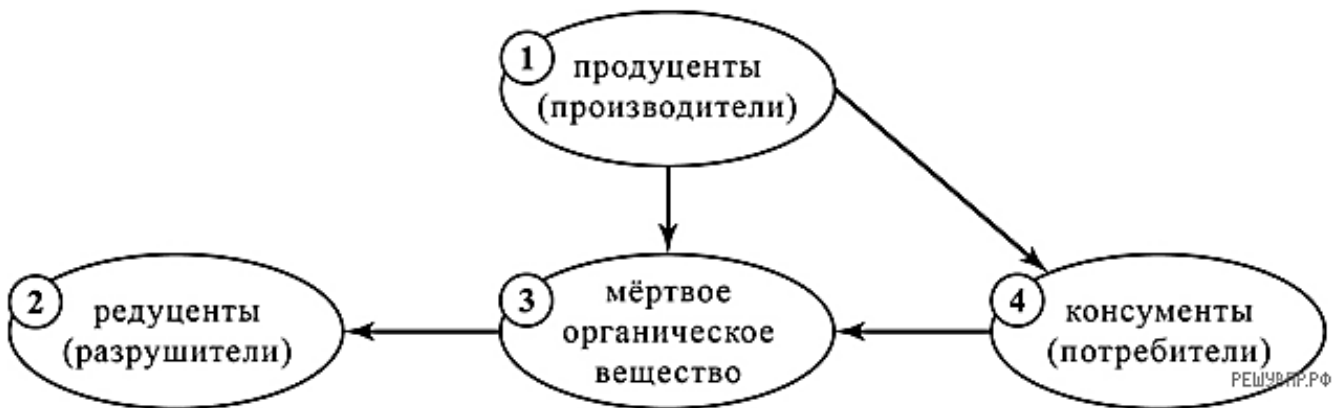 1
продуценты
(производители)
2
редуценты
(разрушители)
3
мёртвое
органическое
вещество
4
консументы
(потребители)
РЕШУВПР.РФ